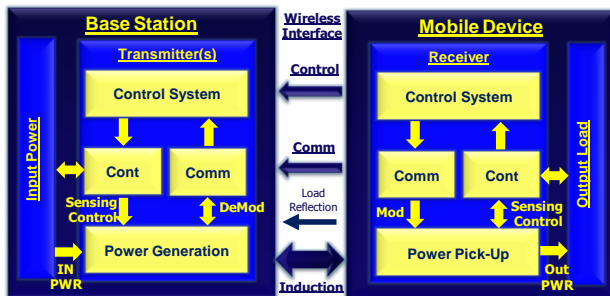 Base Station
Wireless
Interface
Mobile Device
Transmitter(s)
Receiver
Control
Control System
Control System
Input Power
Output Load
Cont
Comm
Comm
Comm
Cont
Sensing
Control
DeMod
Load
Reflection
Mod
Sensing
Control
Power Generation
Power Pick-Up
IN
PWR
Induction
Out
PWR